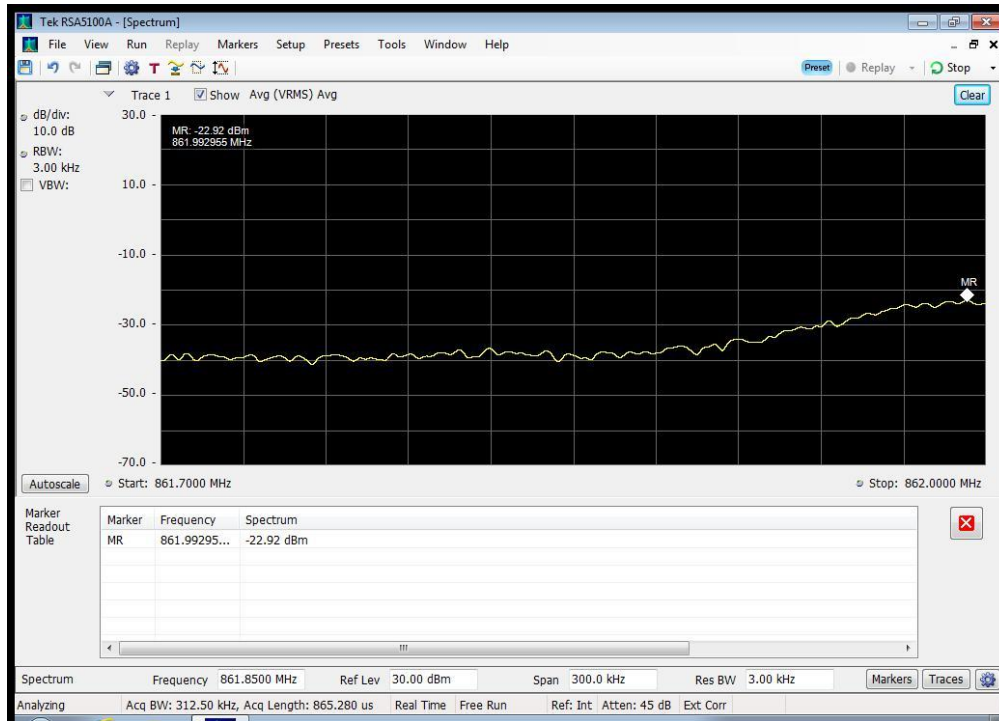 Tek RSA5100A - [Spectrum]
File View Run Replay Markers Setup Presets Tools Window Help
T Preset Replay Stop
Trace 1 Show Avg (VRMS) Avg Clear
dB/div:
10.0 dB
RBW:
3.00 kHz
VBW:
30.0
10.0
-10.0
-30.0
-50.0
-70.0
MR: -22.92 dBm
861.992955 MHz
MR
Autoscale Start: 861.7000 MHz Stop: 862.0000 MHz
Marker
Readout
Table
Marker Frequency Spectrum
MR 861.99295... -22.92 dBm
Spectrum Frequency 861.8500 MHz Ref Lev 30.00 dBm Span 300.0 kHz Res BW 3.00 kHz Markers Traces
Analyzing Acq BW: 312.50 kHz, Acq Length: 865.280 us Real Time Free Run Ref: Int Atten: 45 dB Ext Corr